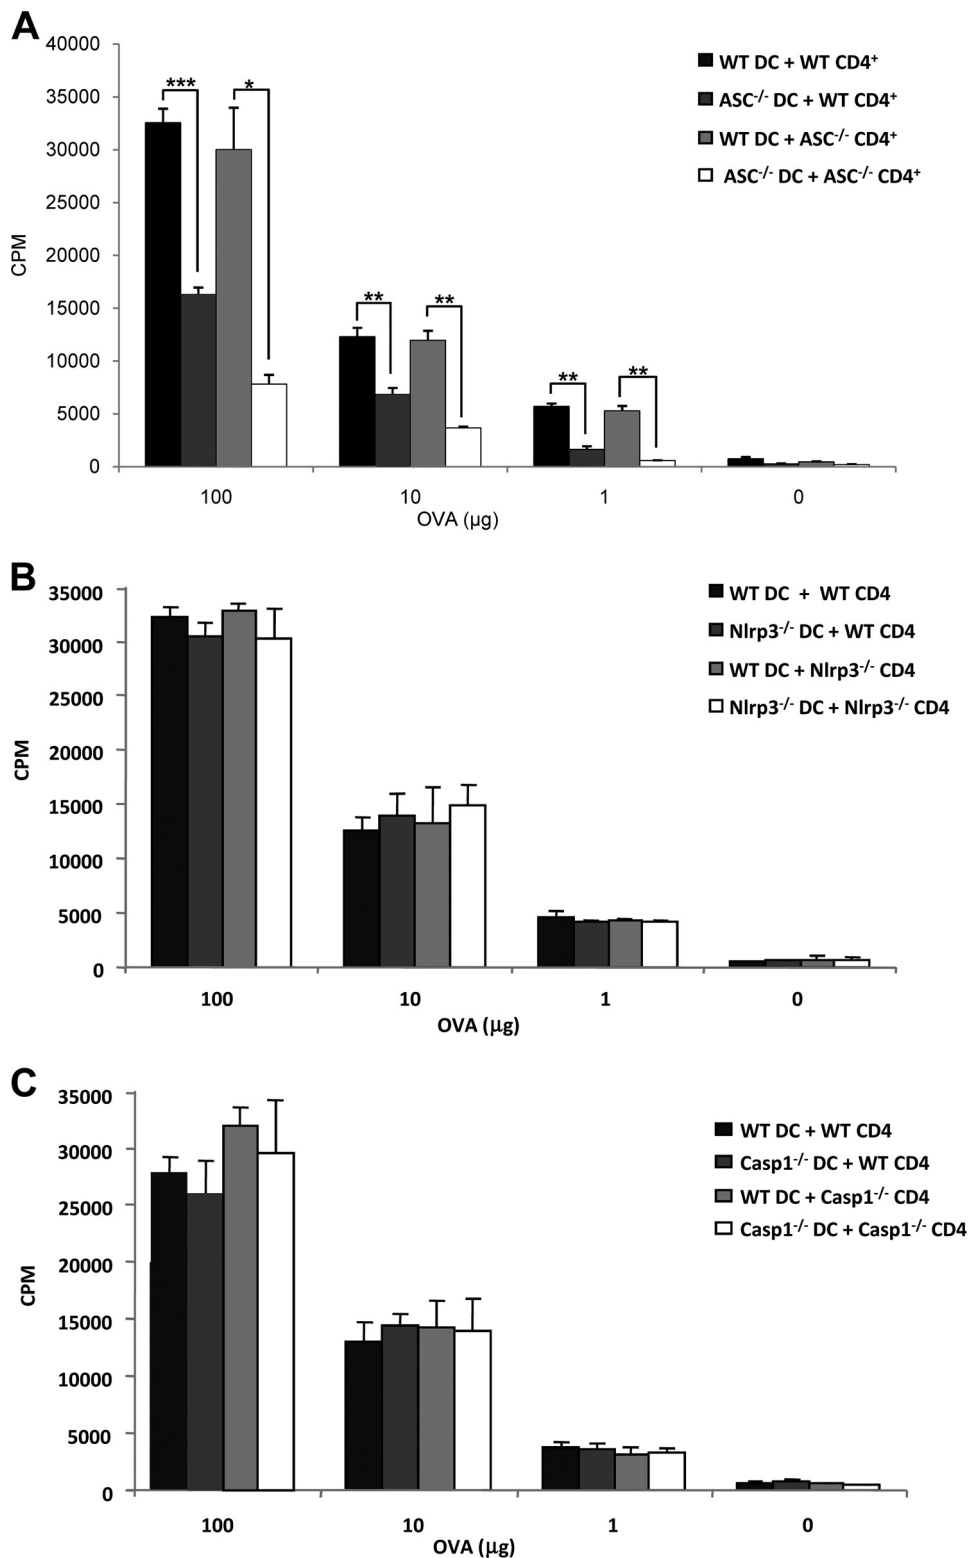 A
40000
35000
30000
25000
20000
15000
10000
5000
0
CPM
***
*
**
**
**
**
WT DC + WT CD4⁺
ASC⁻/⁻ DC + WT CD4⁺
WT DC + ASC⁻/⁻ CD4⁺
ASC⁻/⁻ DC + ASC⁻/⁻ CD4⁺
100 10 1 0
OVA (µg)
B
35000
30000
25000
20000
15000
10000
5000
0
CPM
WT DC + WT CD4
Nlrp3⁻/⁻ DC + WT CD4
WT DC + Nlrp3⁻/⁻ CD4
Nlrp3⁻/⁻ DC + Nlrp3⁻/⁻ CD4
100 10 1 0
OVA (µg)
C
35000
30000
25000
20000
15000
10000
5000
0
CPM
WT DC + WT CD4
Casp1⁻/⁻ DC + WT CD4
WT DC + Casp1⁻/⁻ CD4
Casp1⁻/⁻ DC + Casp1⁻/⁻ CD4
100 10 1 0
OVA (µg)